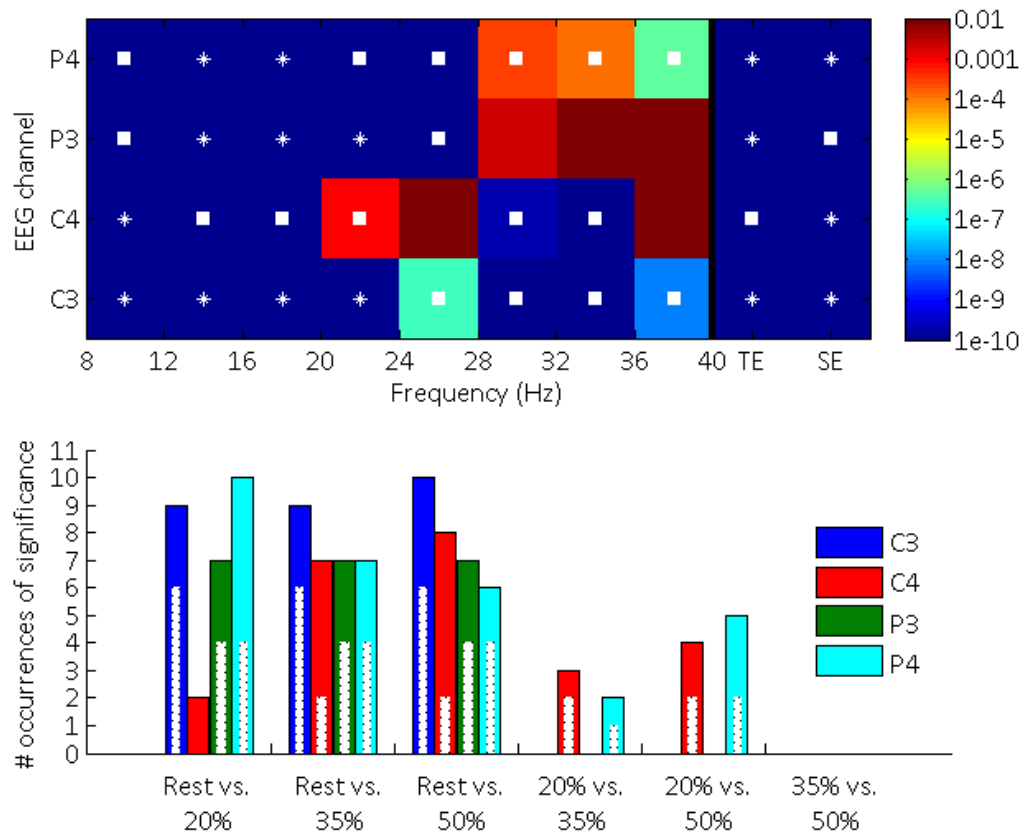 P4
P3
C4
C3
EEG channel
8 12 16 20 24 28 32 36 40 TE SE
Frequency (Hz)
0.01
0.001
1e-4
1e-5
1e-6
1e-7
1e-8
1e-9
1e-10
# occurrences of significance
11
10
9
8
7
6
5
4
3
2
1
0
Rest vs. 20%
Rest vs. 35%
Rest vs. 50%
20% vs. 35%
20% vs. 50%
35% vs. 50%
C3
C4
P3
P4